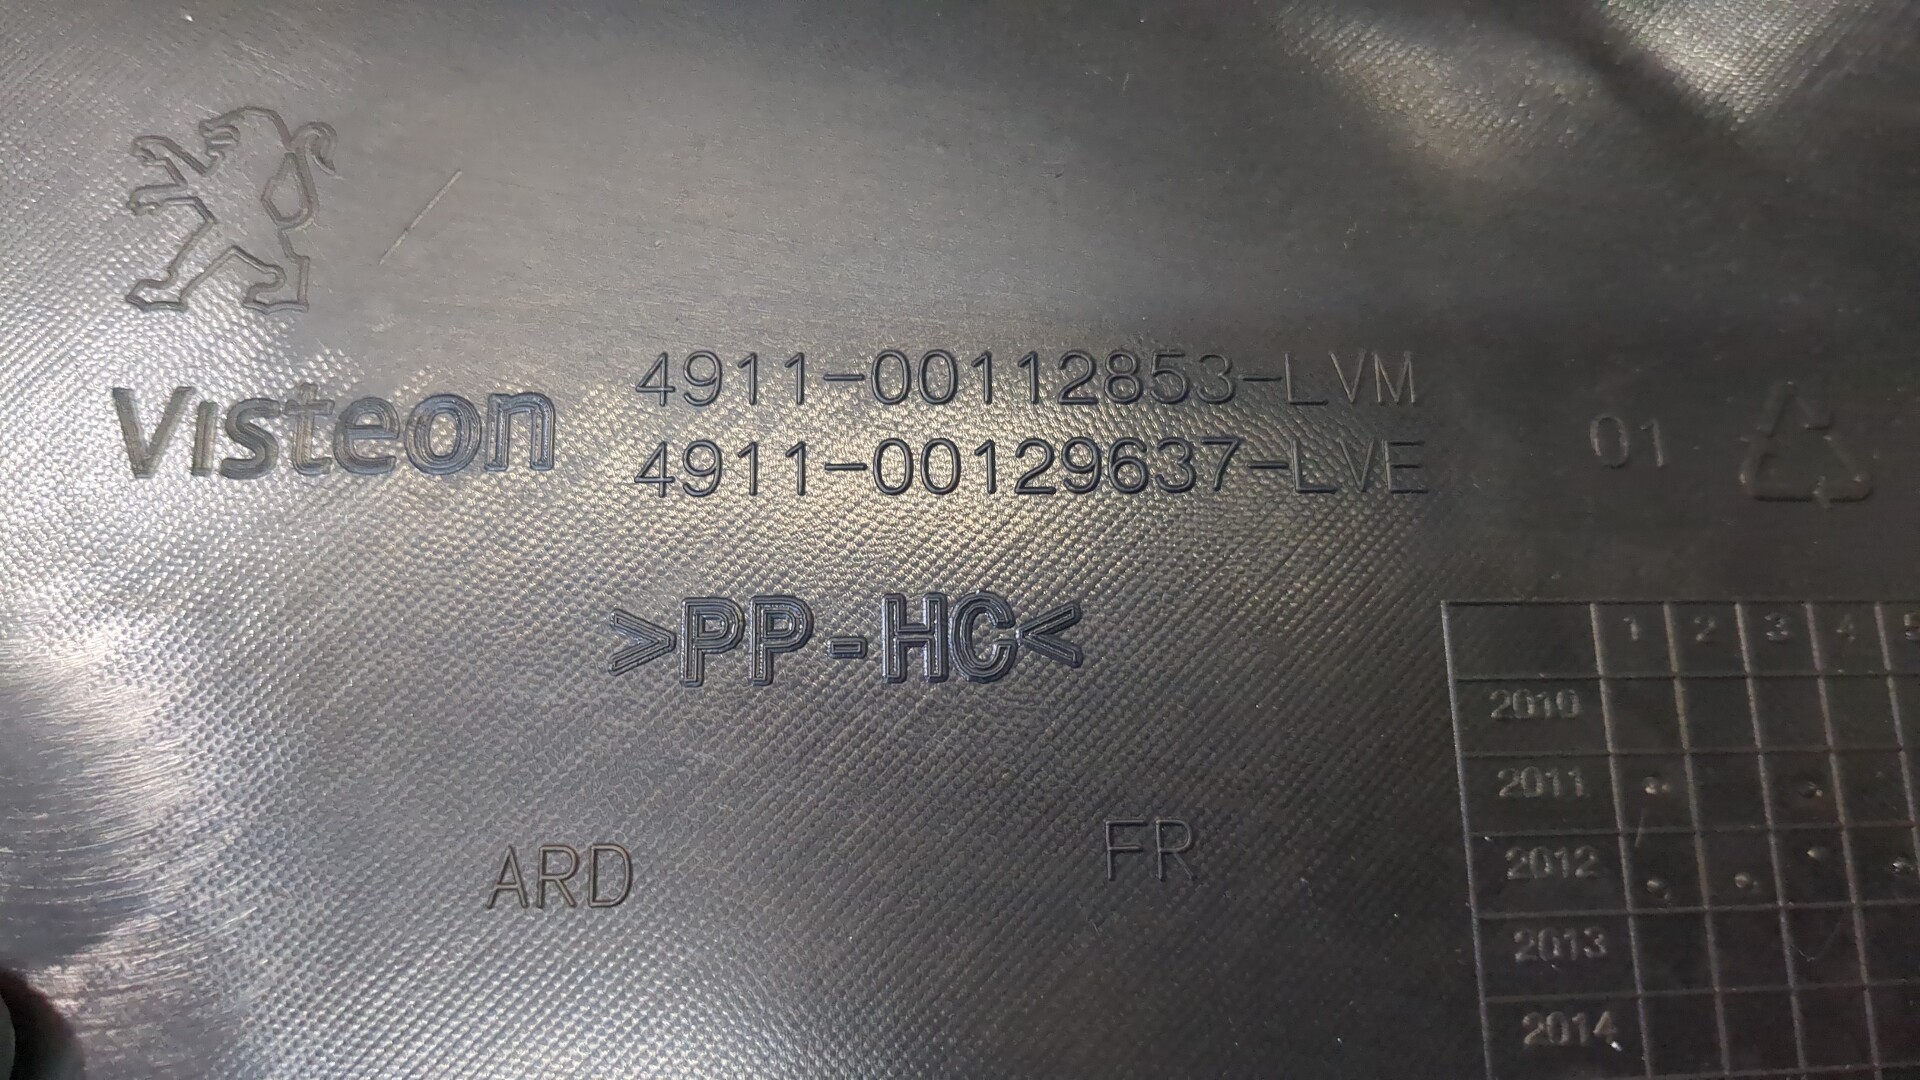 Visteon
4911-00112853-LVM
4911-00129637-LVE
01
>PP-HC<
1 2 3 4 5
2010
2011
2012
2013
2014
ARD
FR